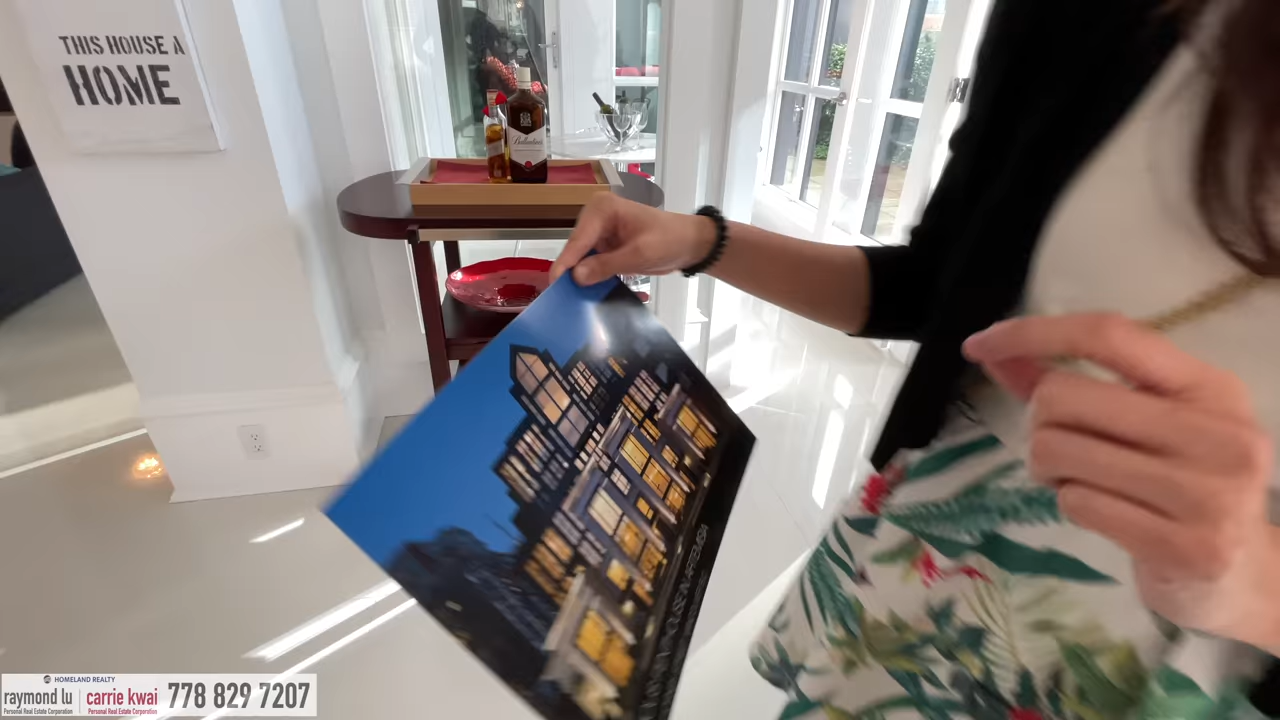 THIS HOUSE A
HOME
Ballantine's
HOMELAND REALTY
raymond lu
Personal Real Estate Corporation
carrie kwai
Personal Real Estate Corporation
778 829 7207